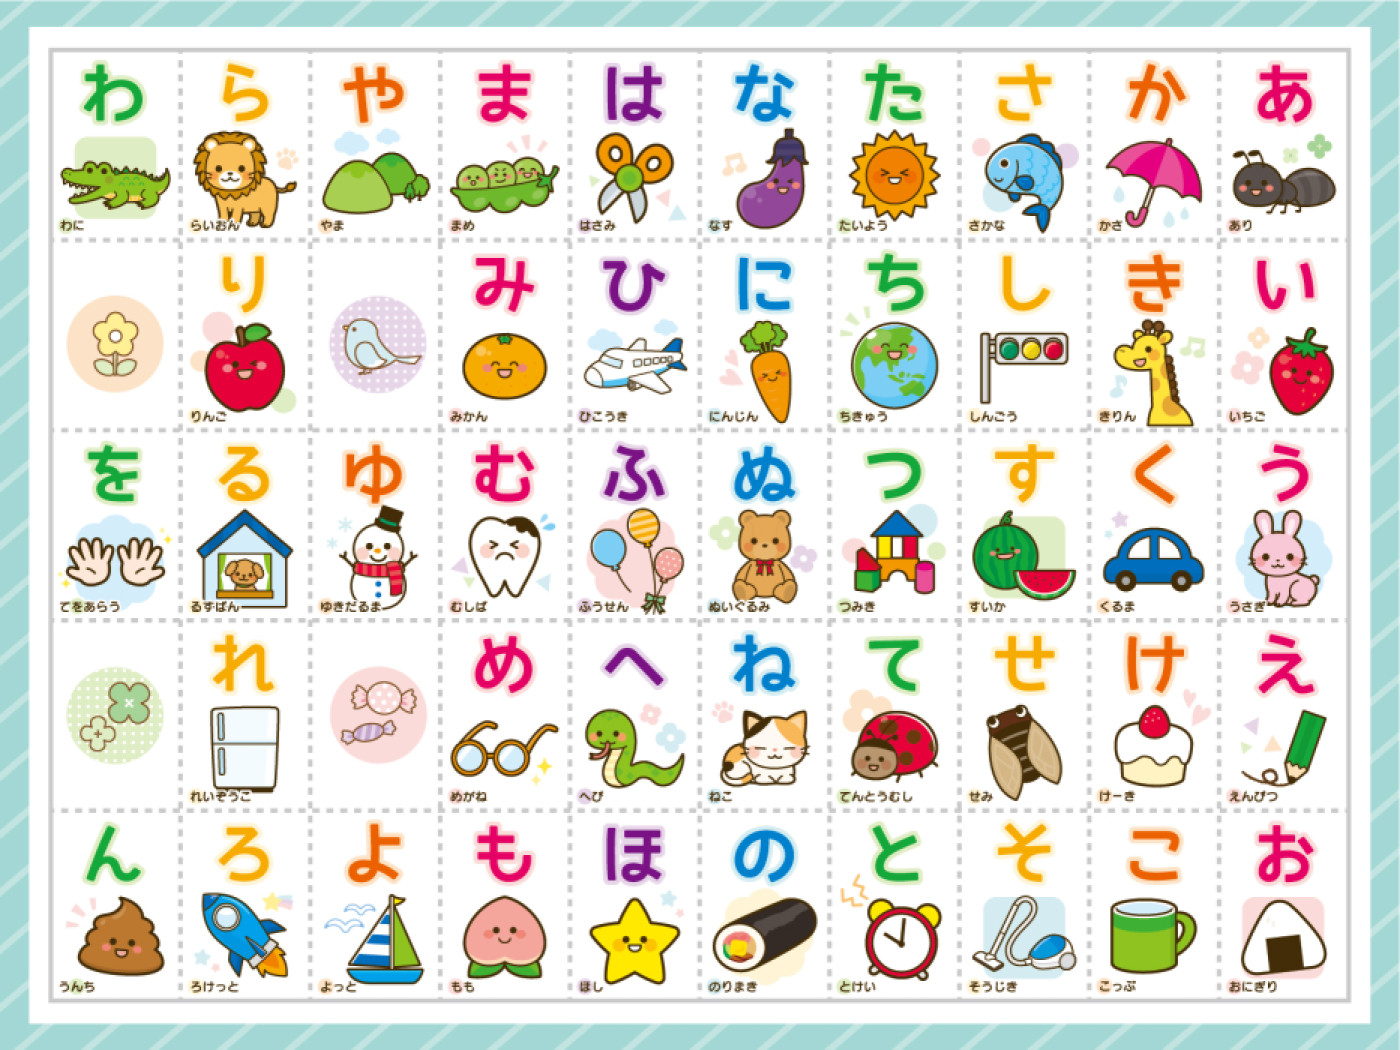 あ
あり
い
いちご
う
うさぎ
え
えんぴつ
お
おにぎり
か
かさ
き
きりん
く
くるま
け
けーき
こ
こっぷ
さ
さかな
し
しんごう
す
すいか
せ
せみ
そ
そうじき
た
たいよう
ち
ちきゅう
つ
つみき
て
てんとうむし
と
とけい
な
なす
に
にんじん
ぬ
ぬいぐるみ
ね
ねこ
の
のりまき
は
はさみ
ひ
ひこうき
ふ
ふうせん
へ
へび
ほ
ほし
ま
まめ
み
みかん
む
むしば
め
めがね
も
もも
や
やま
ゆ
ゆきだるま
よ
よっと
ら
らいおん
り
りんご
る
るすばん
れ
れいぞうこ
ろ
ろけっと
わ
わに
を
てをあらう
ん
うんち